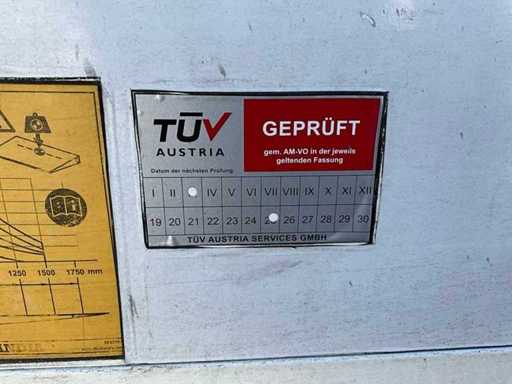 TÜV
AUSTRIA
GEPRÜFT
gem. AM-VO in der jeweils
geltenden Fassung
Datum der nächsten Prüfung:
I II IV V VI VII VIII IX X XI XII
19 20 21 22 23 24 26 27 28 29 30
TÜV AUSTRIA SERVICES GMBH
1250 1500 1750 mm